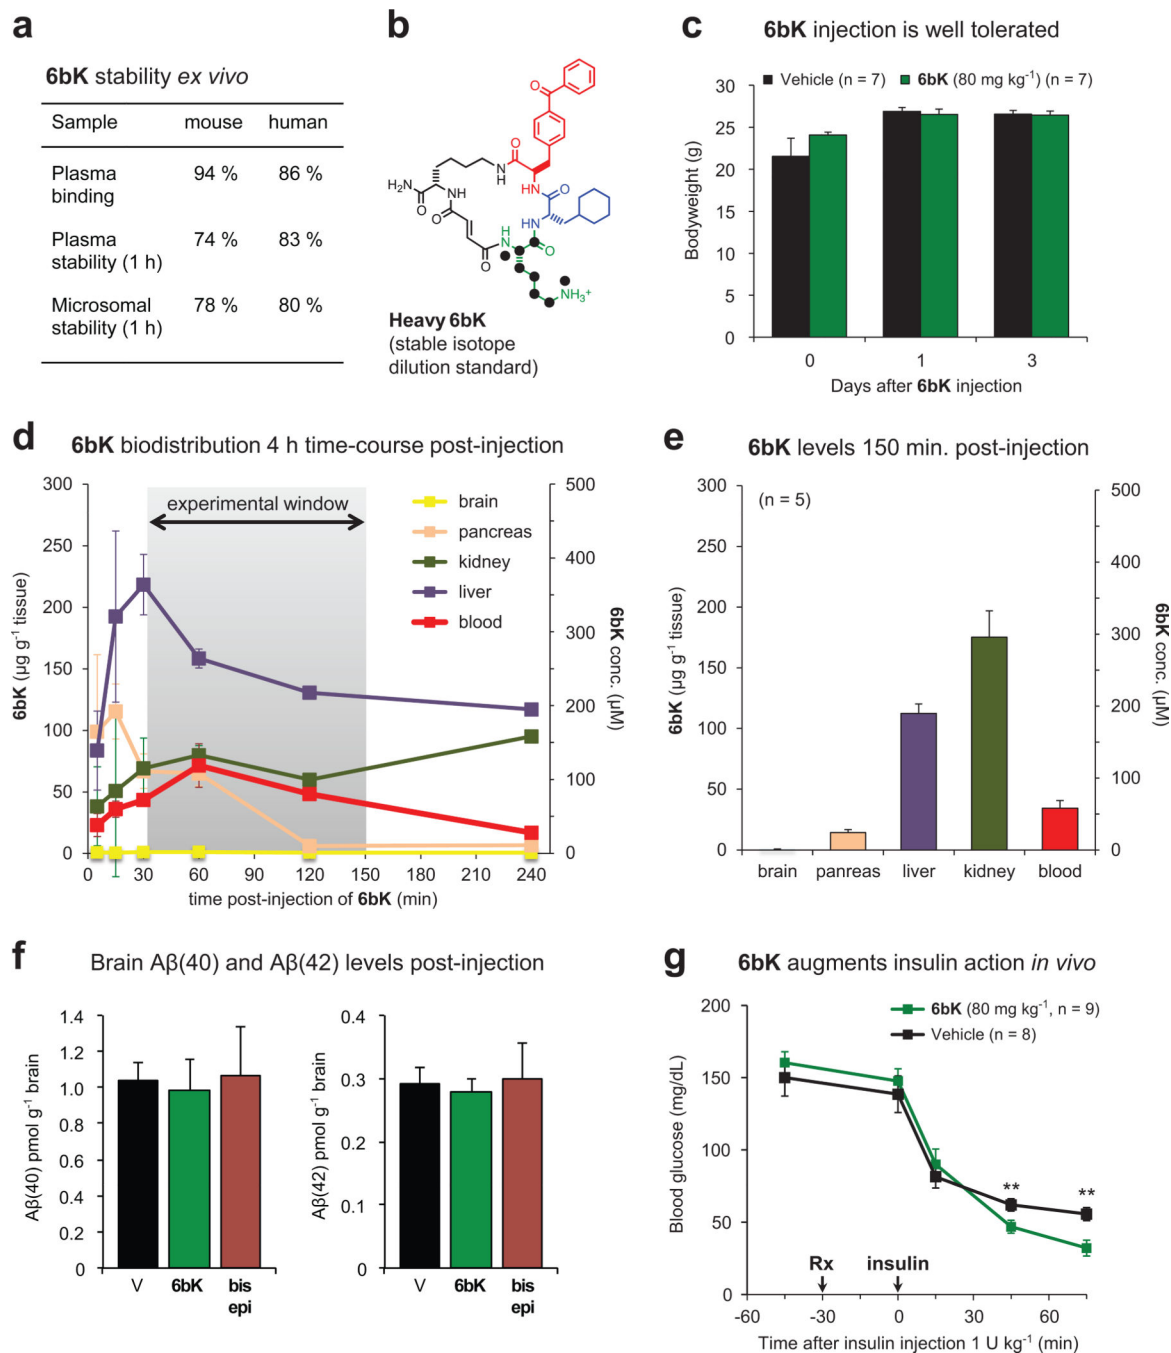 a
6bK stability ex vivo
Sample mouse human
Plasma binding 94 % 86 %
Plasma stability (1 h) 74 % 83 %
Microsomal stability (1 h) 78 % 80 %
b
O
O
NH
O
HN
O
H2N
O
NH
O
HN
H
N
O
O
NH3+
Heavy 6bK
(stable isotope
dilution standard)
c
6bK injection is well tolerated
Vehicle (n = 7) 6bK (80 mg kg-1) (n = 7)
Bodyweight (g)
30
25
20
15
10
5
0
0 1 3
Days after 6bK injection
d
6bK biodistribution 4 h time-course post-injection
6bK (µg g-1 tissue)
300
250
200
150
100
50
0
experimental window
brain
pancreas
kidney
liver
blood
500
400
300
200
100
0
6bK conc. (µM)
0 30 60 90 120 150 180 210 240
time post-injection of 6bK (min)
e
6bK levels 150 min. post-injection
(n = 5)
6bK (µg g-1 tissue)
300
250
200
150
100
50
0
500
400
300
200
100
0
6bK conc. (µM)
brain panreas liver kidney blood
f
Brain Aβ(40) and Aβ(42) levels post-injection
Aβ(40) pmol g-1 brain
1.4
1.2
1.0
0.8
0.6
0.4
0.2
0
V 6bK bis
epi
Aβ(42) pmol g-1 brain
0.4
0.3
0.2
0.1
0
V 6bK bis
epi
g
6bK augments insulin action in vivo
6bK (80 mg kg-1, n = 9)
Vehicle (n = 8)
Blood glucose (mg/dL)
200
150
100
50
0
** **
Rx insulin
-60 -30 0 30 60
Time after insulin injection 1 U kg-1 (min)